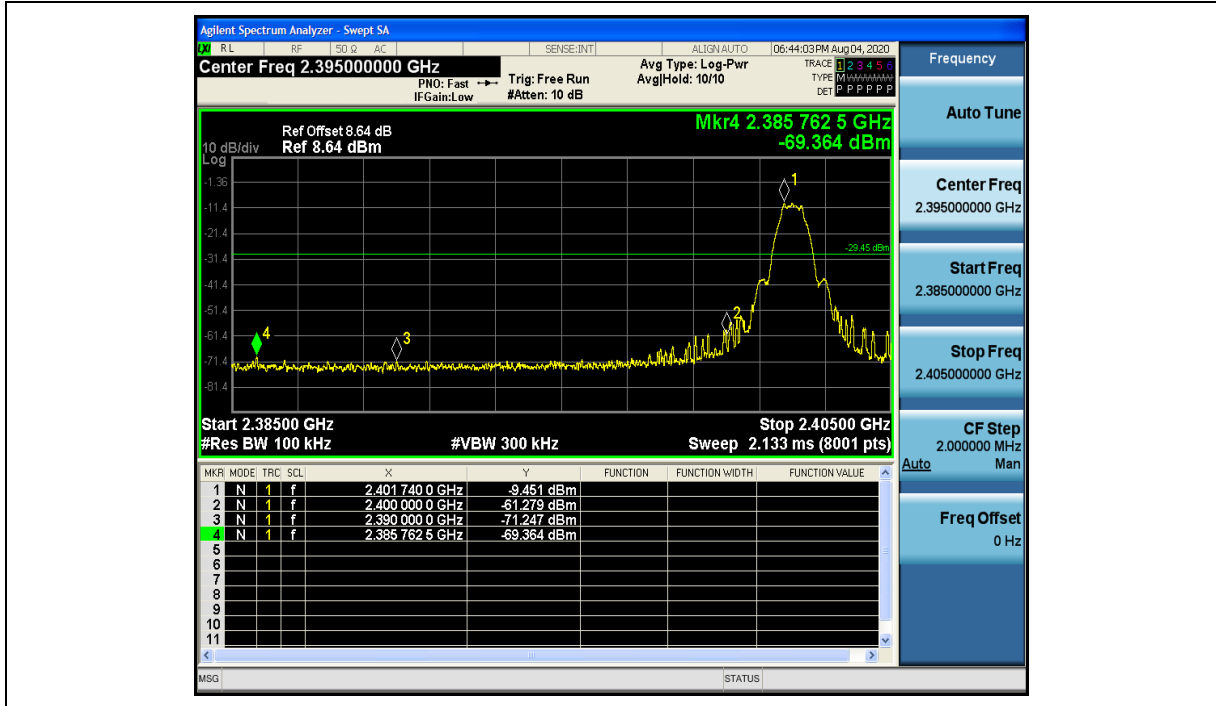 Agilent Spectrum Analyzer - Swept SA
LXI RL RF 50 Ω AC SENSE:INT ALIGN AUTO 06:44:03 PM Aug 04, 2020
Center Freq 2.395000000 GHz
PNO: Fast
IFGain:Low
Trig: Free Run
#Atten: 10 dB
Avg Type: Log-Pwr
Avg|Hold: 10/10
TRACE 1 2 3 4 5 6
TYPE M
DET P P P P P P
Mkr4 2.385 762 5 GHz
-69.364 dBm
Ref Offset 8.64 dB
10 dB/div Ref 8.64 dBm
Log
-1.36
-11.4
-21.4
-31.4
-41.4
-51.4
-61.4
-71.4
-81.4
-29.45 dBm
1
2
3
4
Start 2.38500 GHz Stop 2.40500 GHz
#Res BW 100 kHz #VBW 300 kHz Sweep 2.133 ms (8001 pts)
MKR MODE TRC SCL X Y FUNCTION FUNCTION WIDTH FUNCTION VALUE
1 N 1 f 2.401 740 0 GHz -9.451 dBm
2 N 1 f 2.400 000 0 GHz -61.279 dBm
3 N 1 f 2.390 000 0 GHz -71.247 dBm
4 N 1 f 2.385 762 5 GHz -69.364 dBm
5
6
7
8
9
10
11
MSG STATUS
Frequency
Auto Tune
Center Freq
2.395000000 GHz
Start Freq
2.385000000 GHz
Stop Freq
2.405000000 GHz
CF Step
2.000000 MHz
Auto Man
Freq Offset
0 Hz